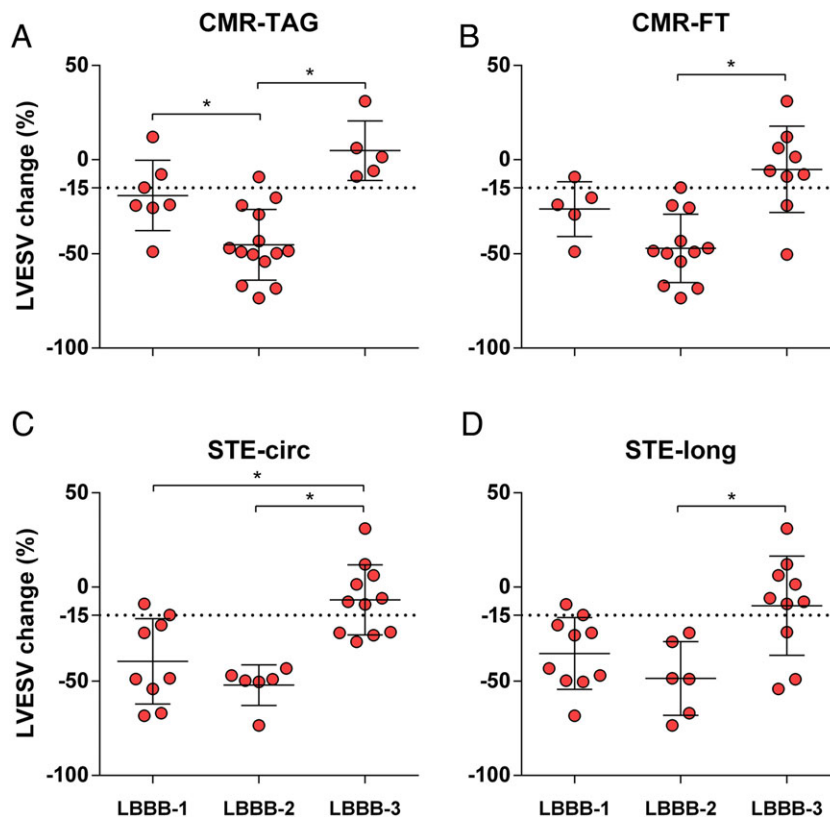 A
CMR-TAG
B
CMR-FT
LVESV change (%)
50
0
-15
-50
-100
*
*
50
0
-15
-50
-100
*
C
STE-circ
D
STE-long
LVESV change (%)
50
0
-15
-50
-100
*
*
50
0
-15
-50
-100
*
LBBB-1 LBBB-2 LBBB-3
LBBB-1 LBBB-2 LBBB-3